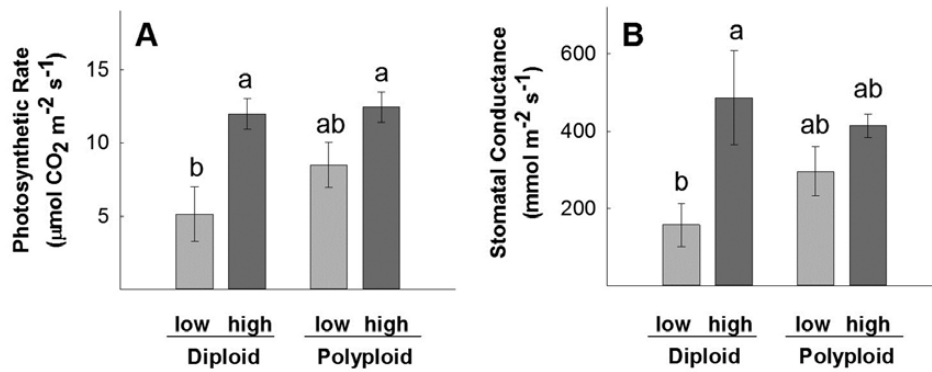 A
Photosynthetic Rate
(µmol CO₂ m⁻² s⁻¹)
15
10
5
b
a
ab
a
low high low high
Diploid Polyploid
B
Stomatal Conductance
(mmol m⁻² s⁻¹)
600
400
200
b
a
ab
ab
low high low high
Diploid Polyploid